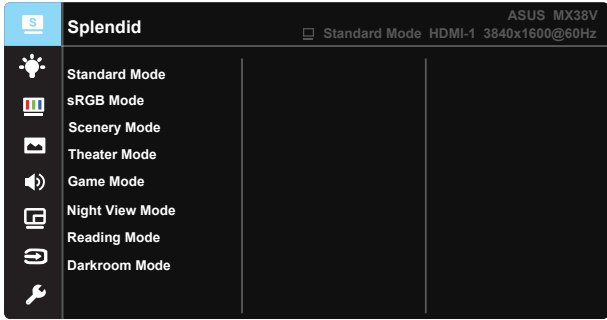 S
Splendid
ASUS MX38V
Standard Mode HDMI-1 3840x1600@60Hz
Standard Mode
sRGB Mode
Scenery Mode
Theater Mode
Game Mode
Night View Mode
Reading Mode
Darkroom Mode